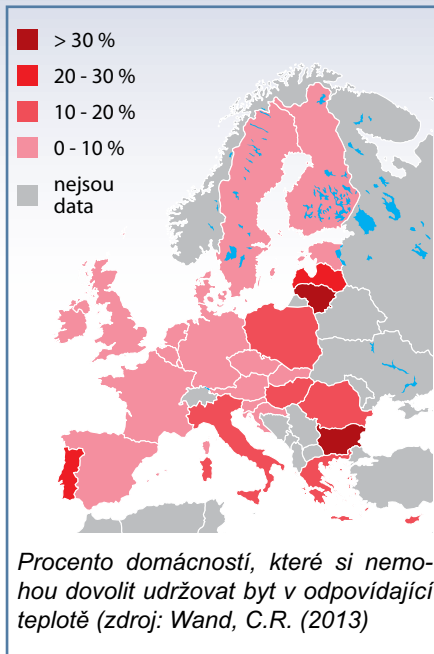 > 30 %
20 - 30 %
10 - 20 %
0 - 10 %
nejsou
data
Procento domácností, které si nemo-
hou dovolit udržovat byt v odpovídající
teplotě (zdroj: Wand, C.R. (2013)